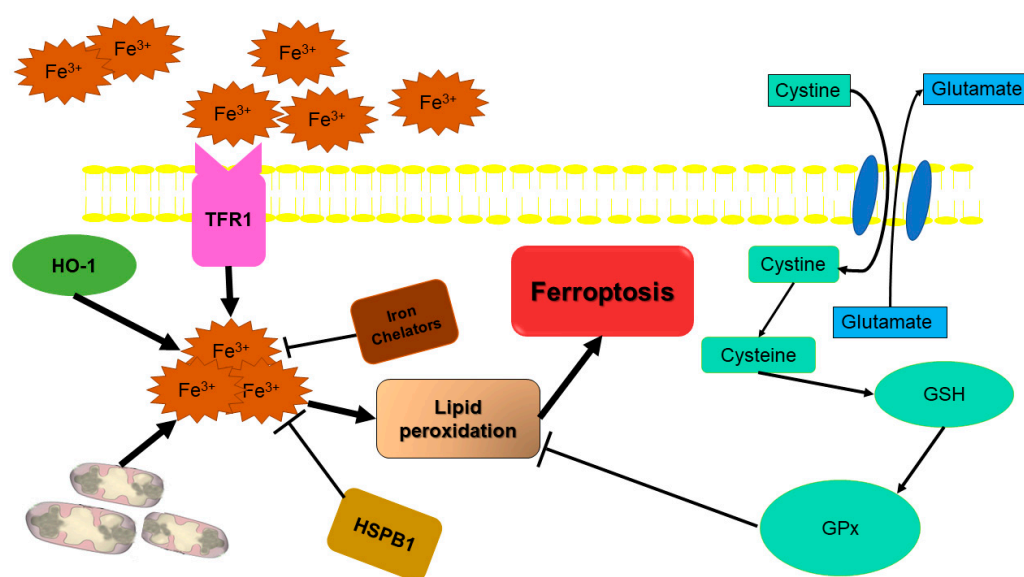 Fe³⁺
Fe³⁺
Fe³⁺
Fe³⁺
Fe³⁺
Fe³⁺
Cystine
Glutamate
TFR1
HO-1
Cystine
Ferroptosis
Iron
Chelators
Glutamate
Fe³⁺
Cysteine
Fe³⁺
Fe³⁺
GSH
Lipid
peroxidation
HSPB1
GPx